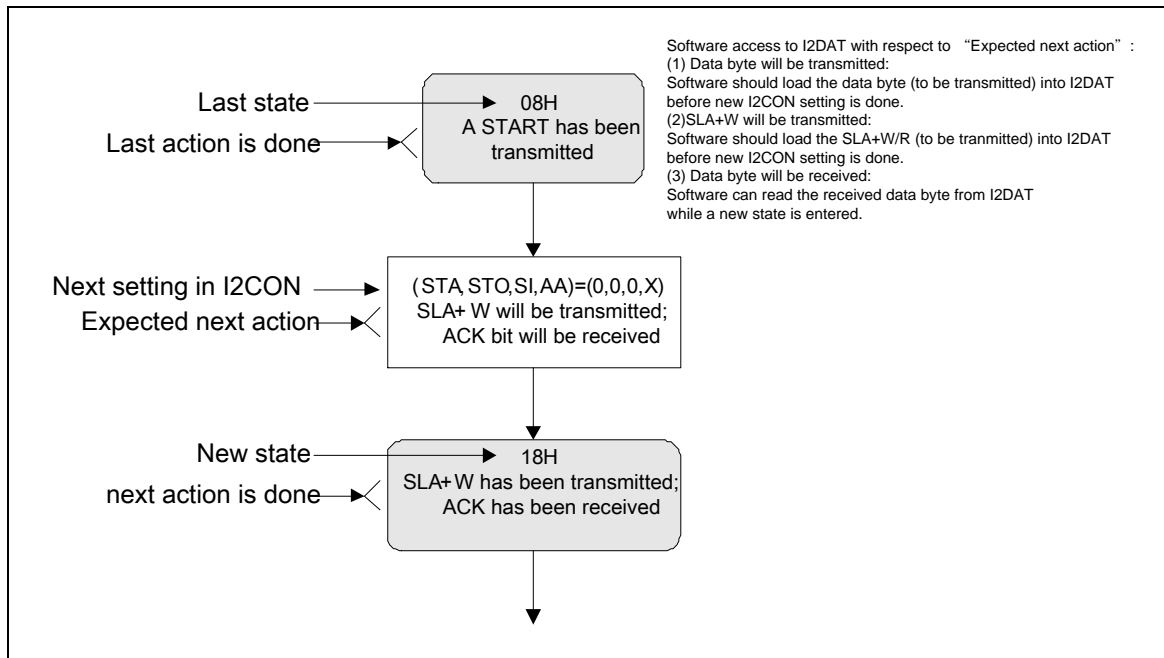 Software access to I2DAT with respect to “Expected next action”:
(1) Data byte will be transmitted:
Software should load the data byte (to be transmitted) into I2DAT
before new I2CON setting is done.
(2)SLA+W will be transmitted:
Software should load the SLA+W/R (to be tranmitted) into I2DAT
before new I2CON setting is done.
(3) Data byte will be received:
Software can read the received data byte from I2DAT
while a new state is entered.
Last state
Last action is done
08H
A START has been
transmitted
Next setting in I2CON
Expected next action
(STA,STO,SI,AA)=(0,0,0,X)
SLA+W will be transmitted;
ACK bit will be received
New state
next action is done
18H
SLA+W has been transmitted;
ACK has been received